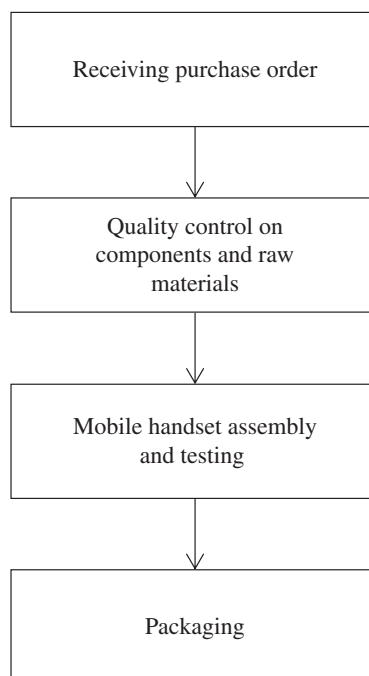 Receiving purchase order
Quality control on
components and raw
materials
Mobile handset assembly
and testing
Packaging